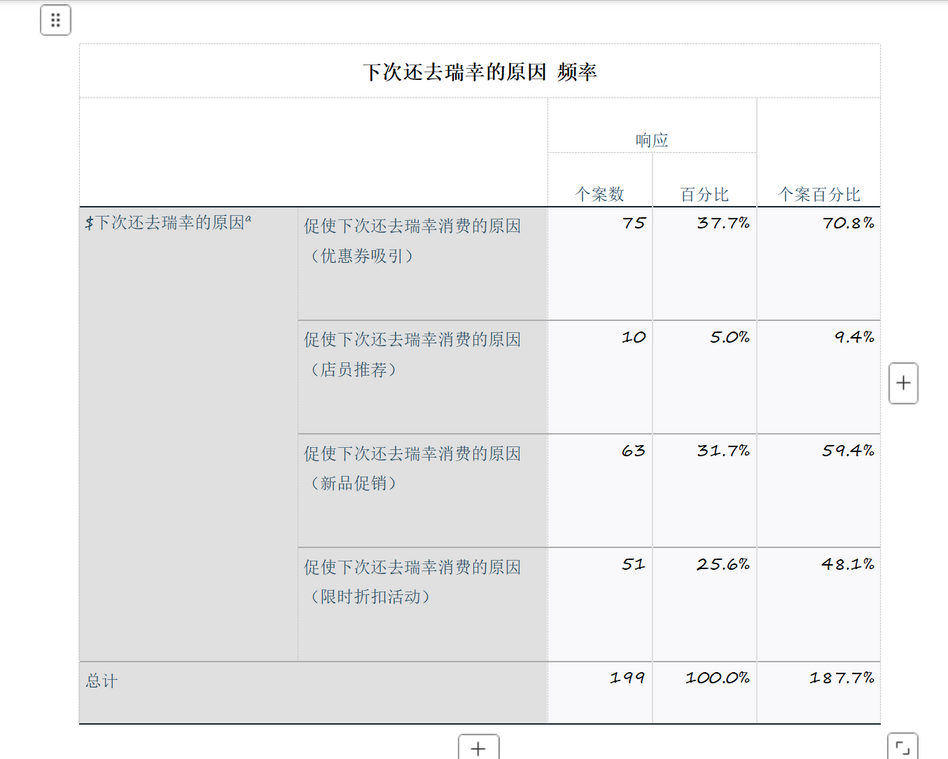 下次还去瑞幸的原因 频率
响应
个案数 百分比 个案百分比
$下次还去瑞幸的原因a 促使下次还去瑞幸消费的原因 75 37.7% 70.8%
（优惠券吸引）
促使下次还去瑞幸消费的原因 10 5.0% 9.4%
（店员推荐）
促使下次还去瑞幸消费的原因 63 31.7% 59.4%
（新品促销）
促使下次还去瑞幸消费的原因 51 25.6% 48.1%
（限时折扣活动）
总计 199 100.0% 187.7%